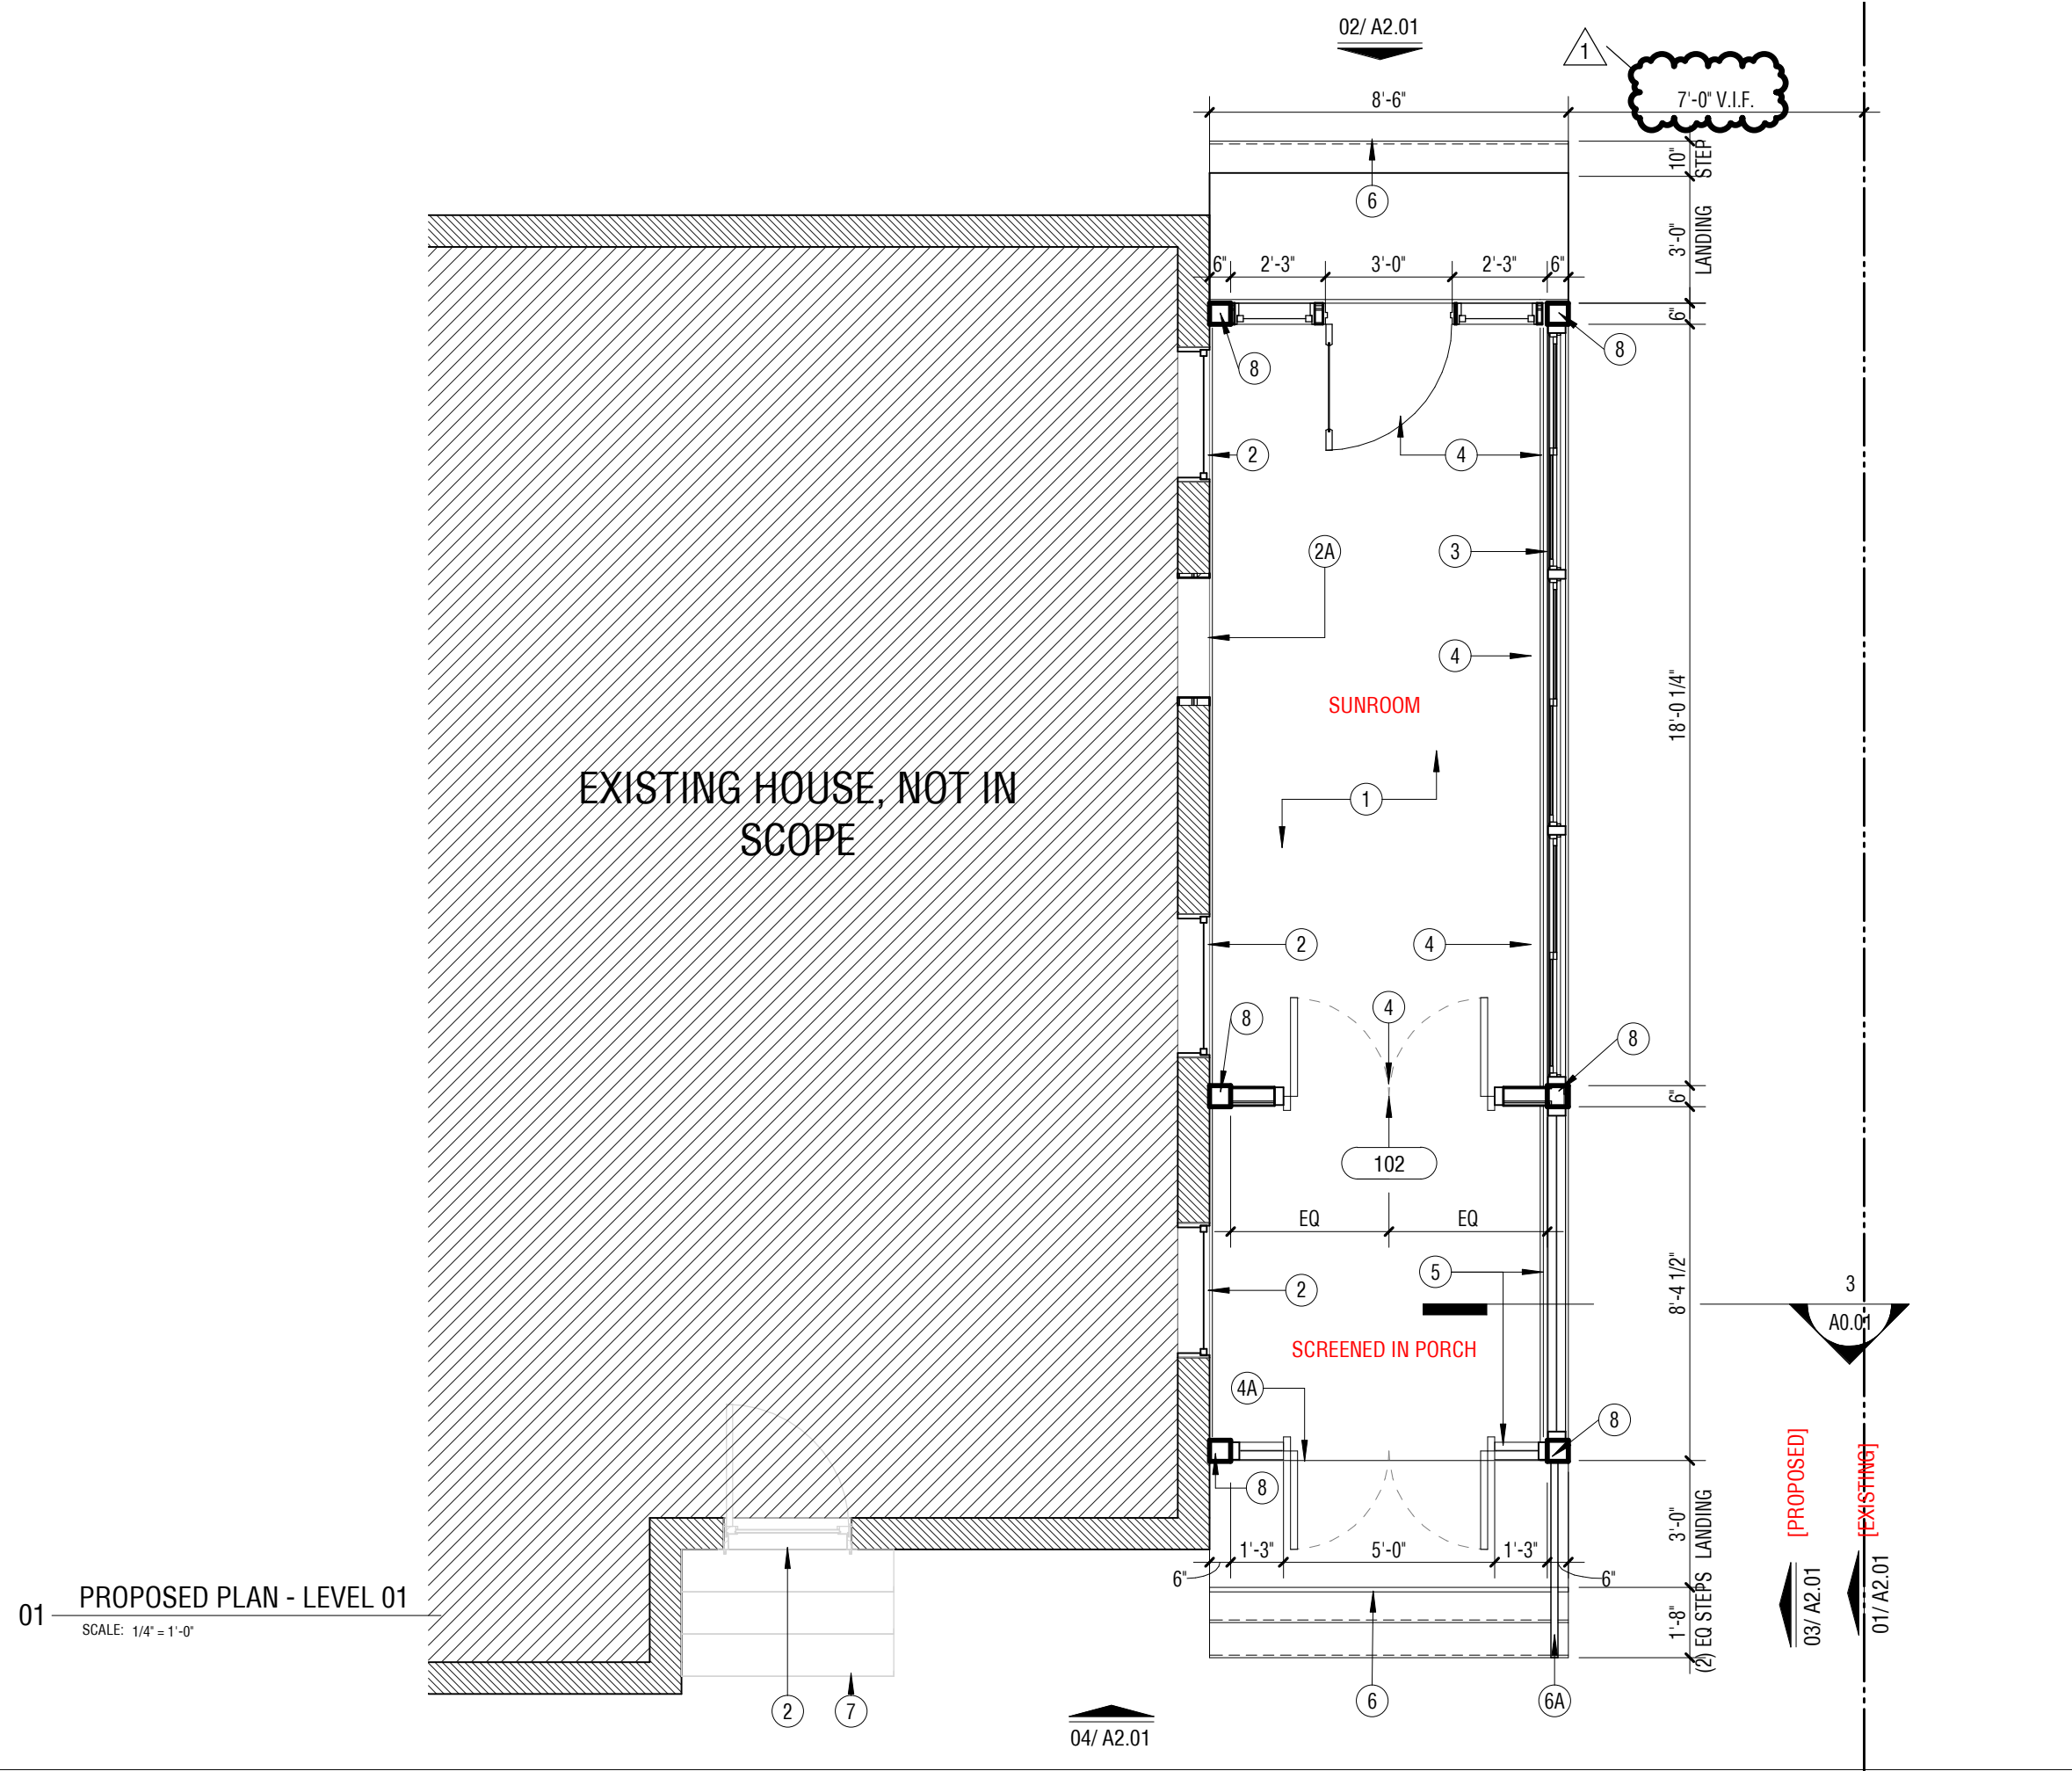 02/ A2.01
1
8'-6"
7'-0" V.I.F.
10"
STEP
6
3'-0"
LANDING
6"
2'-3"
3'-0"
2'-3"
6"
6"
8
8
2
4
2A
3
4
18'-0 1/4"
SUNROOM
EXISTING HOUSE, NOT IN
SCOPE
1
2
4
4
8
8
6"
102
EQ
EQ
8'-4 1/2"
5
2
3
A0.01
SCREENED IN PORCH
4A
8
8
[PROPOSED]
[EXISTING]
3'-0"
LANDING
1'-3"
5'-0"
1'-3"
6"
6"
03/ A2.01
01/ A2.01
1'-8"
(2) EQ STEPS
01
PROPOSED PLAN - LEVEL 01
SCALE: 1/4" = 1'-0"
2
7
6
6A
04/ A2.01